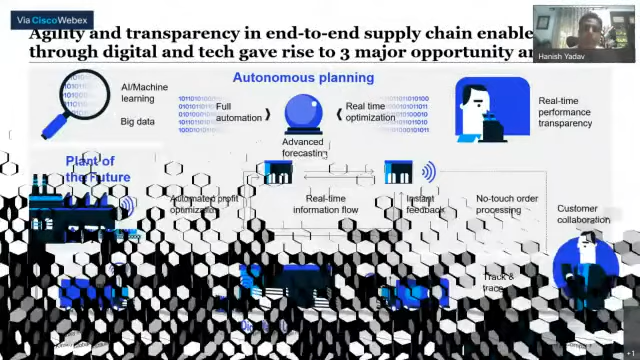 Via Cisco Webex
Agility and transparency in end-to-end supply chain enable
through digital and tech gave rise to 3 major opportunity
Hanish Yadav
Autonomous planning
AI/Machine
learning
Big data
Full
automation
Real time
optimization
Advanced
forecasting
Real-time
performance
transparency
Plant of
the Future
Automated profit
optimization
Real-time
information flow
Instant
feedback
No-touch order
processing
Customer
collaboration
Track &
trace